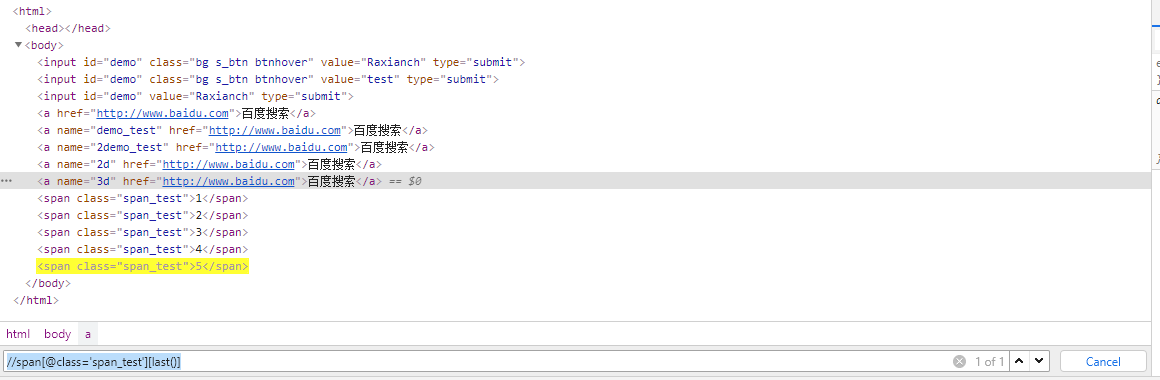 <html>
<head></head>
<body>
<input id="demo" class="bg s_btn btnhover" value="Raxianch" type="submit">
<input id="demo" class="bg s_btn btnhover" value="test" type="submit">
<input id="demo" value="Raxianch" type="submit">
<a href="http://www.baidu.com">百度搜索</a>
<a name="demo_test" href="http://www.baidu.com">百度搜索</a>
<a name="2demo_test" href="http://www.baidu.com">百度搜索</a>
<a name="2d" href="http://www.baidu.com">百度搜索</a>
<a name="3d" href="http://www.baidu.com">百度搜索</a> == $0
<span class="span_test">1</span>
<span class="span_test">2</span>
<span class="span_test">3</span>
<span class="span_test">4</span>
<span class="span_test">5</span>
</body>
</html>
html body a
//span[@class='span_test'][last()] 1 of 1 Cancel